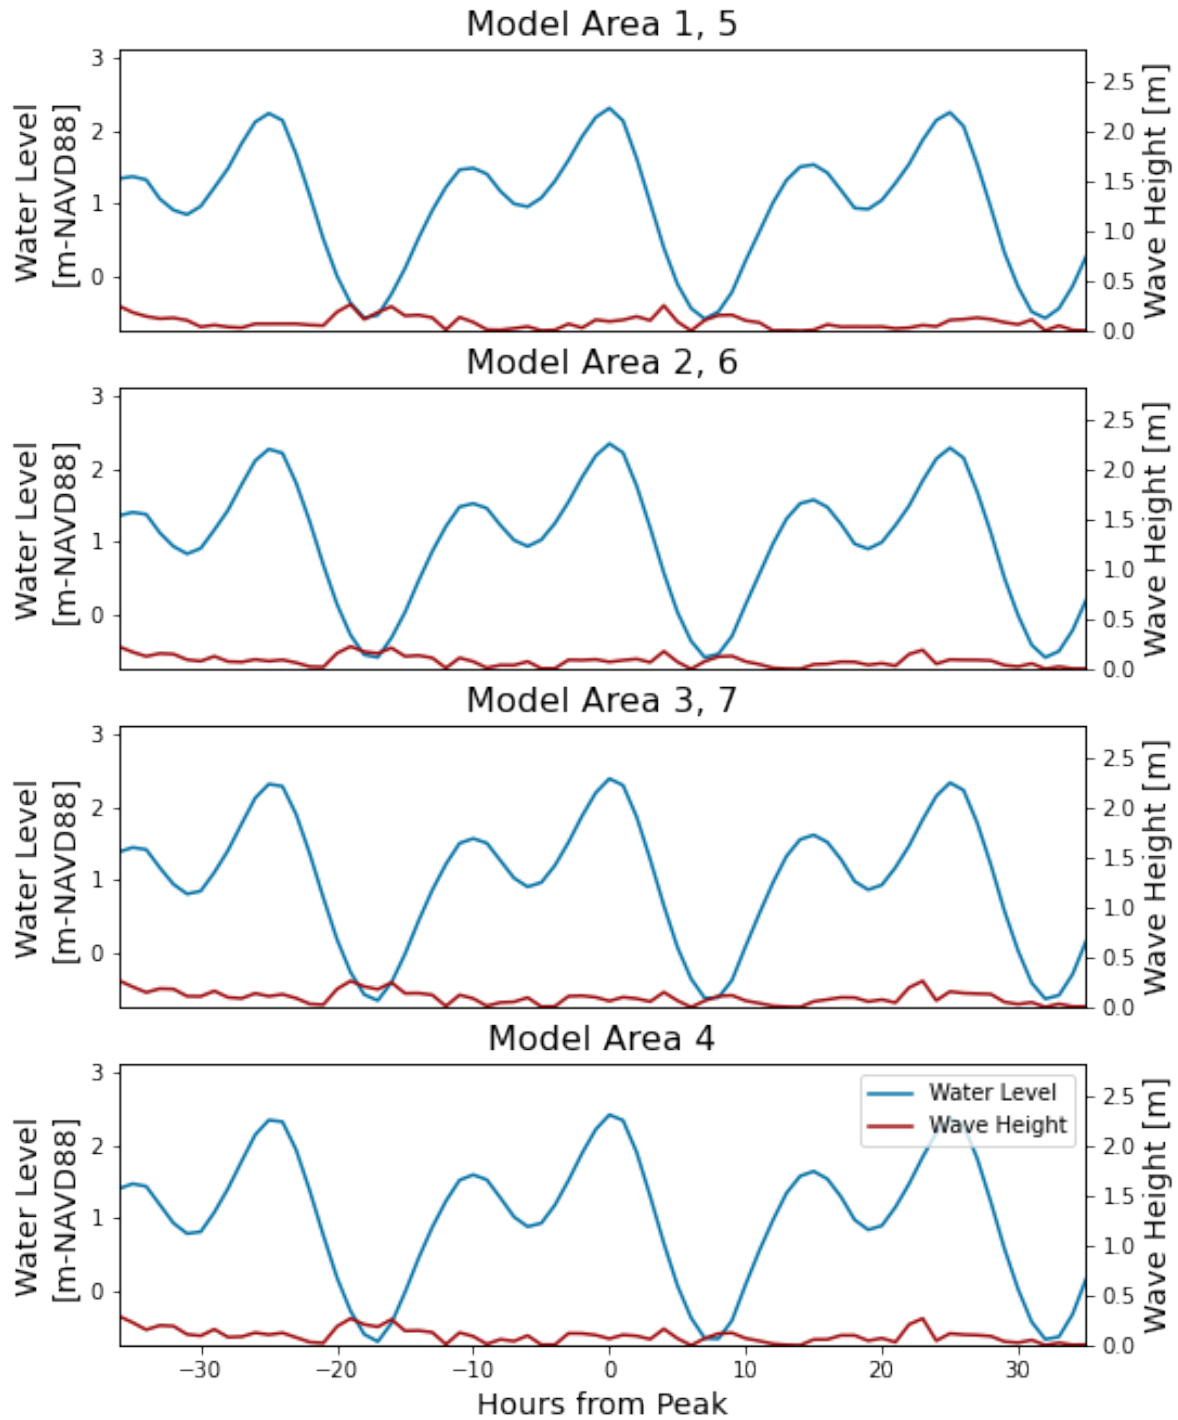 Model Area 1, 5
Water Level
[m-NAVD88]
3
2
1
0
2.5
2.0
1.5
1.0
0.5
0.0
Wave Height [m]
Model Area 2, 6
Water Level
[m-NAVD88]
3
2
1
0
2.5
2.0
1.5
1.0
0.5
0.0
Wave Height [m]
Model Area 3, 7
Water Level
[m-NAVD88]
3
2
1
0
2.5
2.0
1.5
1.0
0.5
0.0
Wave Height [m]
Model Area 4
Water Level
[m-NAVD88]
3
2
1
0
Water Level
Wave Height
2.5
2.0
1.5
1.0
0.5
0.0
Wave Height [m]
−30 −20 −10 0 10 20 30
Hours from Peak